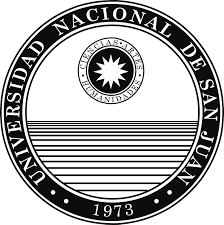 UNIVERSIDAD NACIONAL DE SAN JUAN
· 1973 ·
CIENCIAS · ARTES
HUMANIDADES